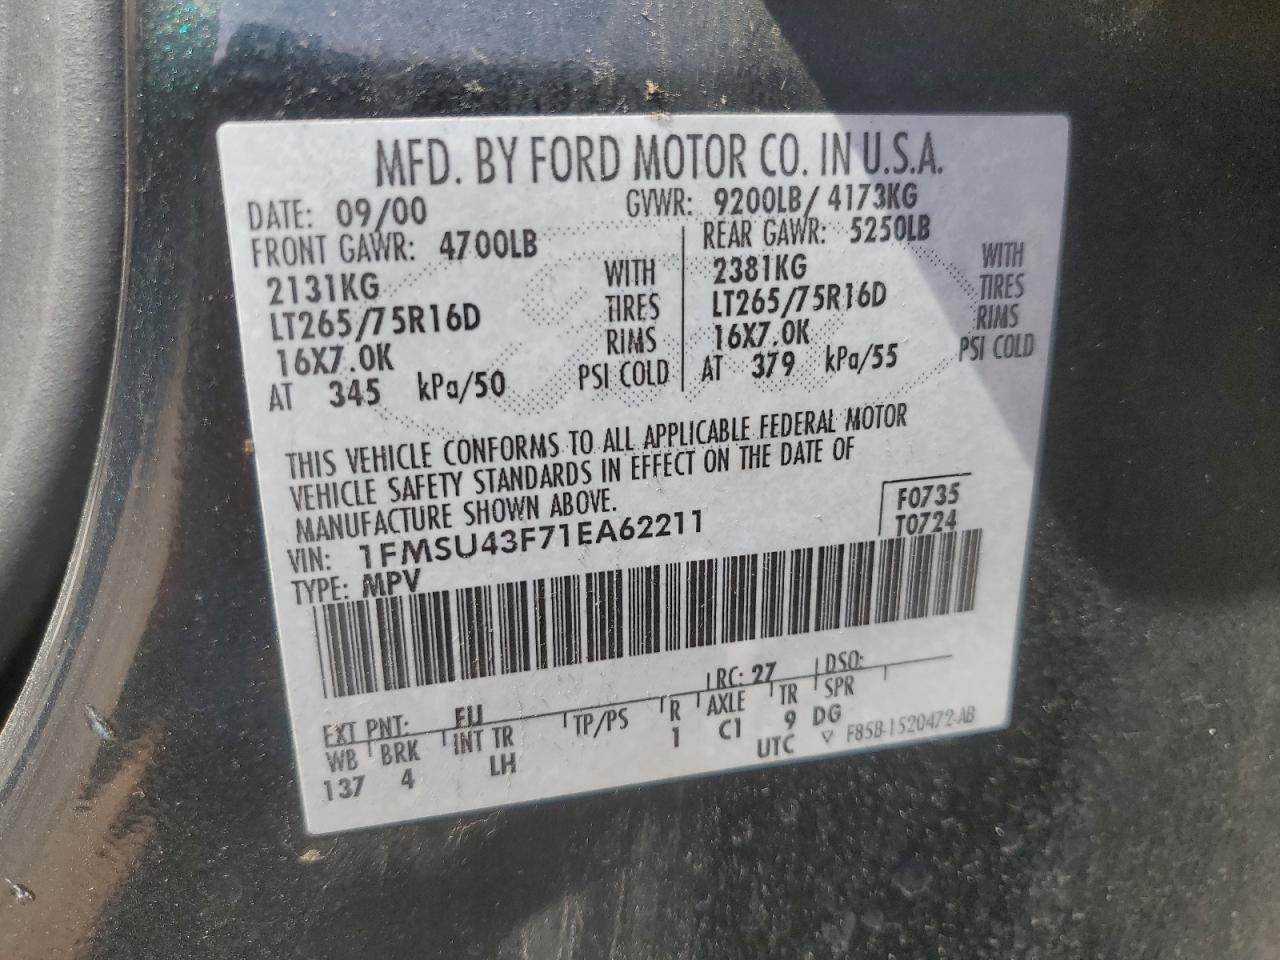 MFD. BY FORD MOTOR CO. IN U.S.A.
DATE: 09/00 GVWR: 9200LB/ 4173KG
FRONT GAWR: 4700LB REAR GAWR: 5250LB
2131KG WITH 2381KG WITH
LT265/75R16D TIRES LT265/75R16D TIRES
16X7.0K RIMS 16X7.0K RIMS
AT 345 kPa/50 PSI COLD AT 379 kPa/55 PSI COLD
THIS VEHICLE CONFORMS TO ALL APPLICABLE FEDERAL MOTOR
VEHICLE SAFETY STANDARDS IN EFFECT ON THE DATE OF
MANUFACTURE SHOWN ABOVE.
F0735
T0724
VIN: 1FMSU43F71EA62211
TYPE: MPV
EXT PNT: RC: 27 DSO:
WB BRK INT TR TP/PS R AXLE TR SPR
137 4 LH 1 C1 9 DG
UTC F85B-1520472-AB